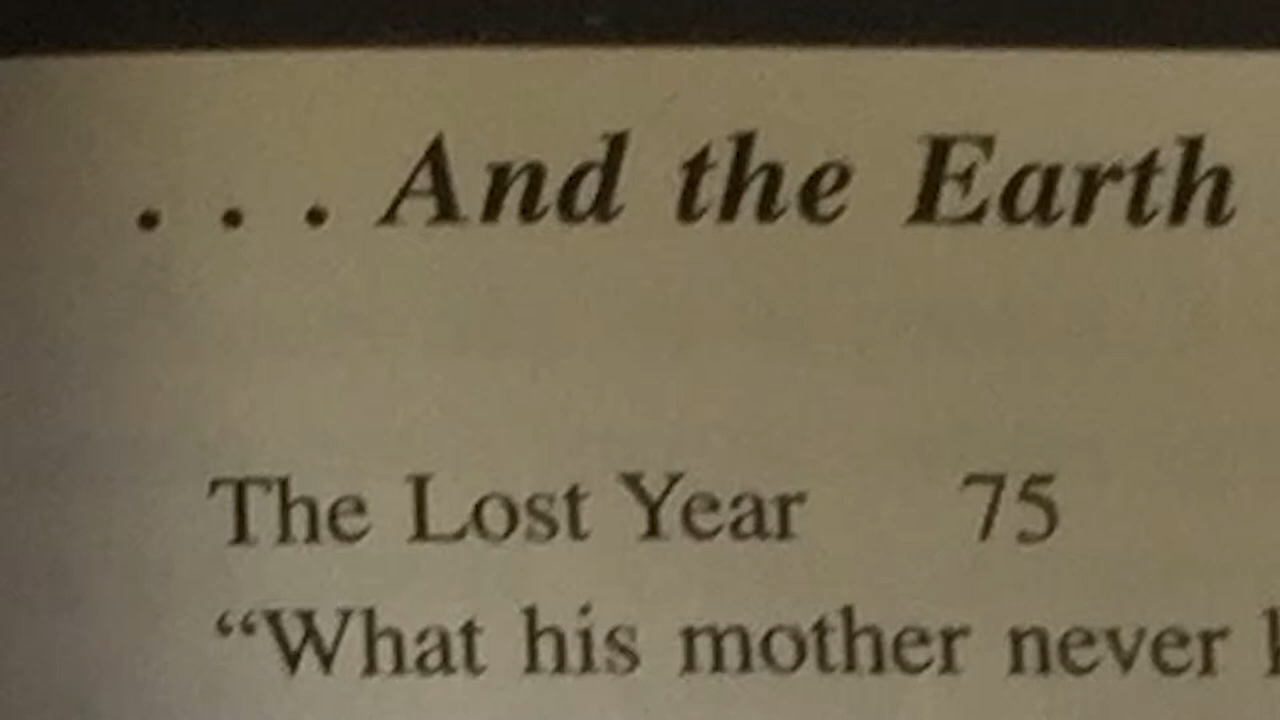 . . . And the Earth
The Lost Year 75
“What his mother never